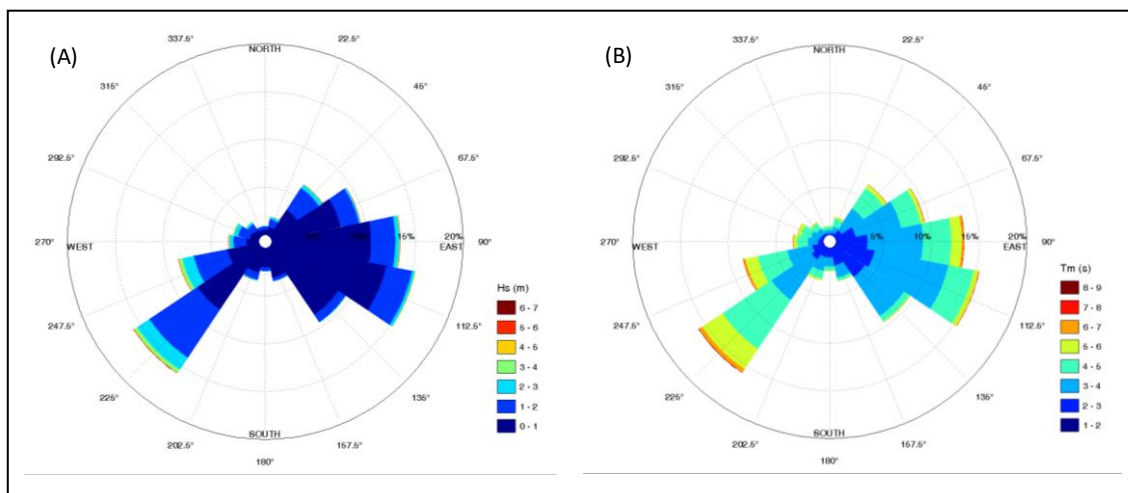 (A)
NORTH
337.5°
22.5°
315°
45°
292.5°
67.5°
270°
WEST
15%
20%
EAST
90°
247.5°
112.5°
225°
135°
202.5°
157.5°
SOUTH
180°
Hs (m)
6 - 7
5 - 6
4 - 5
3 - 4
2 - 3
1 - 2
0 - 1
(B)
NORTH
337.5°
22.5°
315°
45°
292.5°
67.5°
270°
WEST
5%
10%
15%
20%
EAST
90°
247.5°
112.5°
225°
135°
202.5°
157.5°
SOUTH
180°
Tm (s)
8 - 9
7 - 8
6 - 7
5 - 6
4 - 5
3 - 4
2 - 3
1 - 2